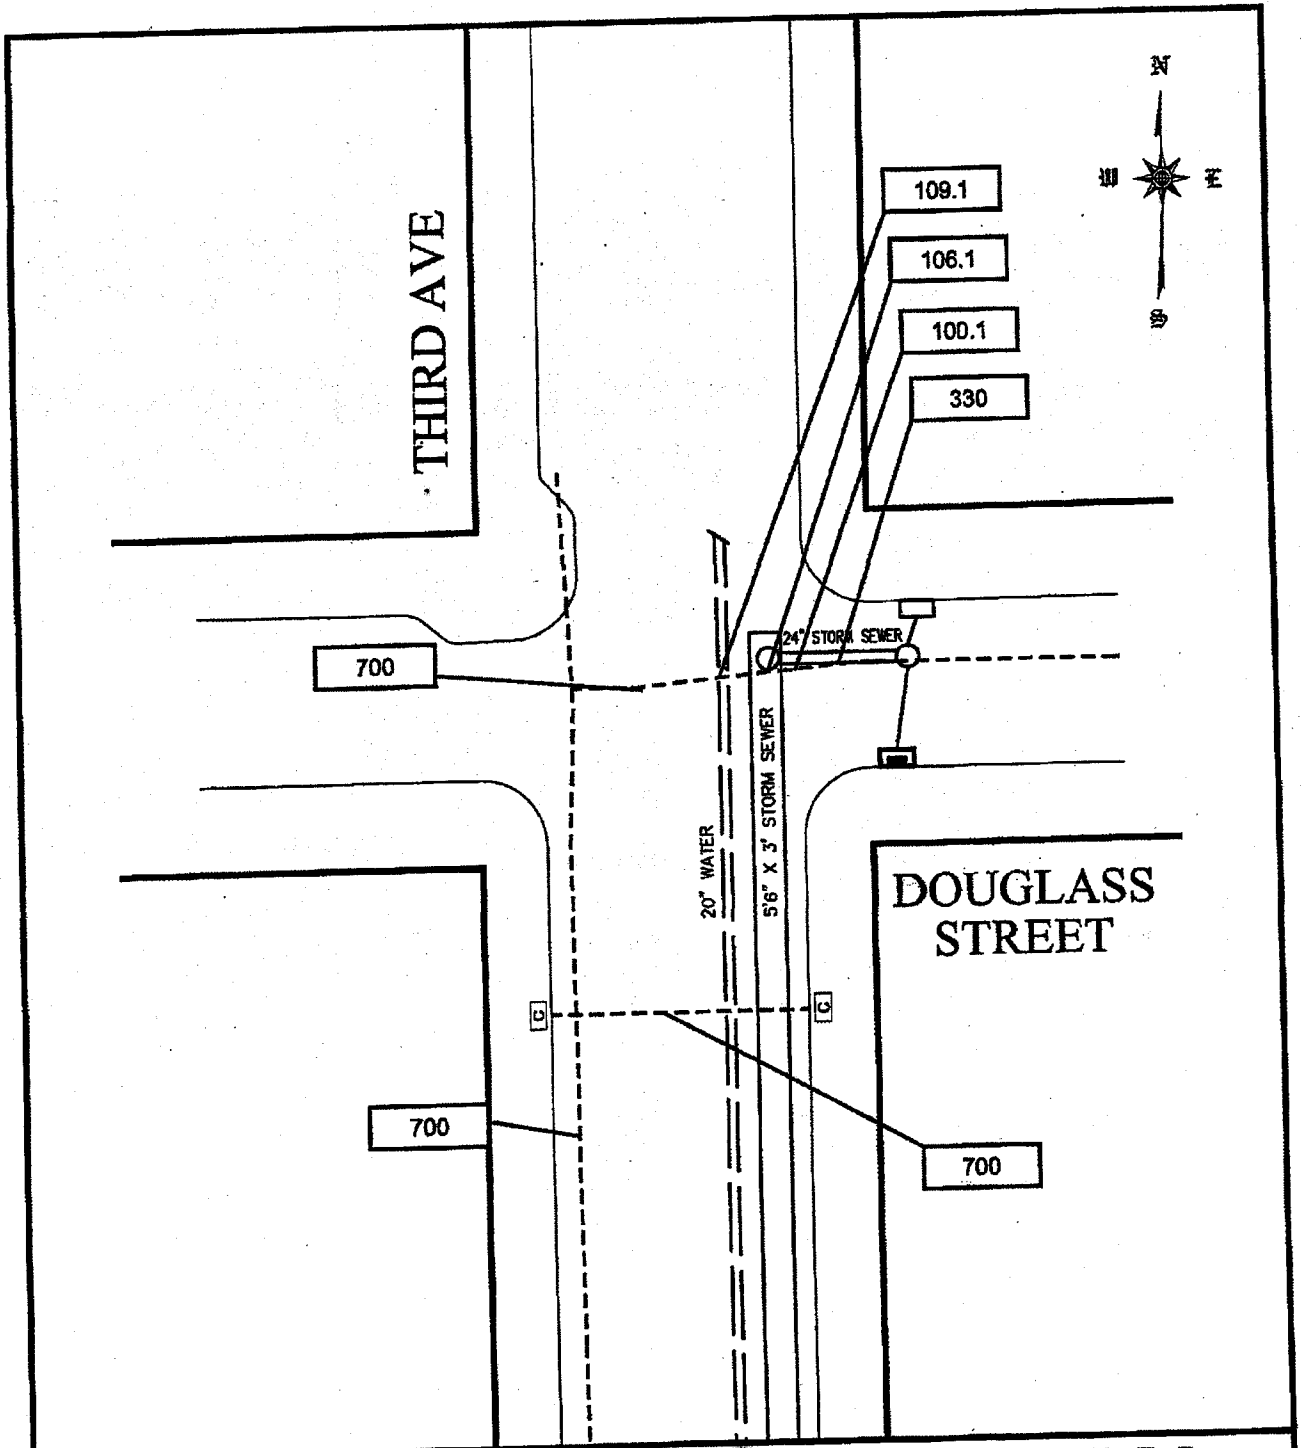 N
W
E
S
109.1
106.1
100.1
330
THIRD AVE
24" STORM SEWER
700
20" WATER
5'6" X 3' STORM SEWER
DOUGLASS
STREET
C
C
700
700